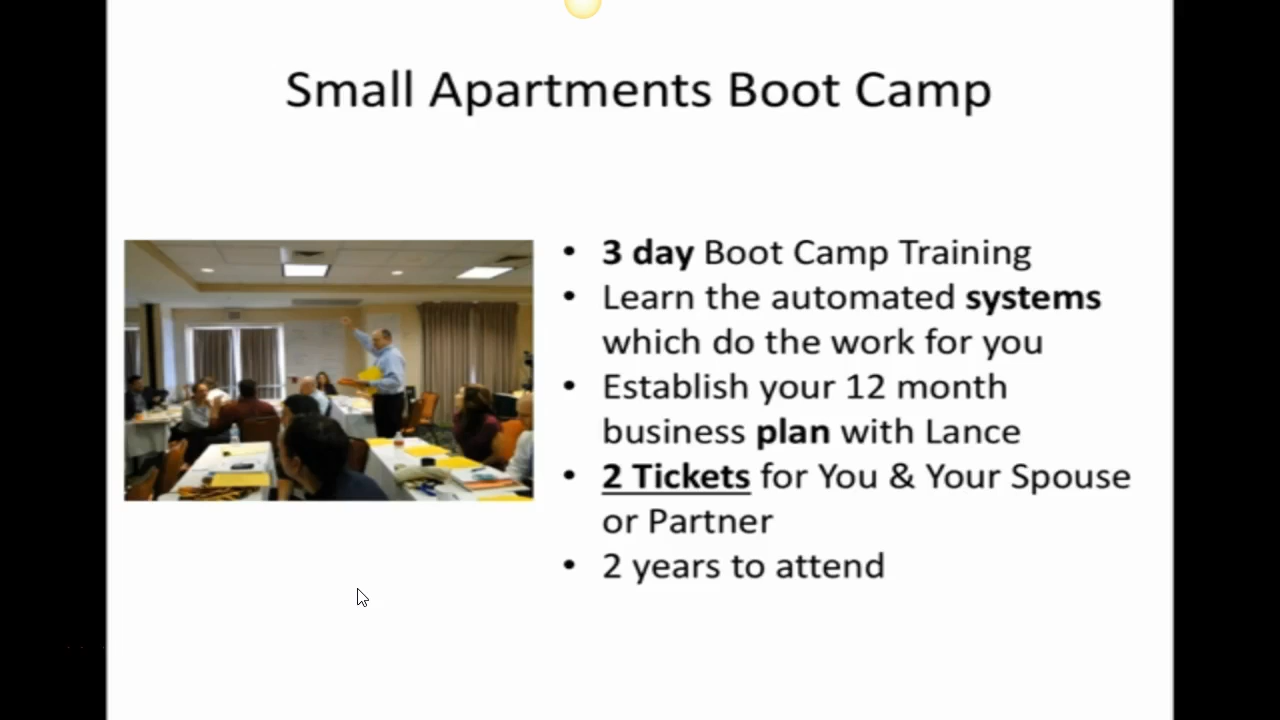 Small Apartments Boot Camp
• 3 day Boot Camp Training
• Learn the automated systems
which do the work for you
• Establish your 12 month
business plan with Lance
• 2 Tickets for You & Your Spouse
or Partner
• 2 years to attend